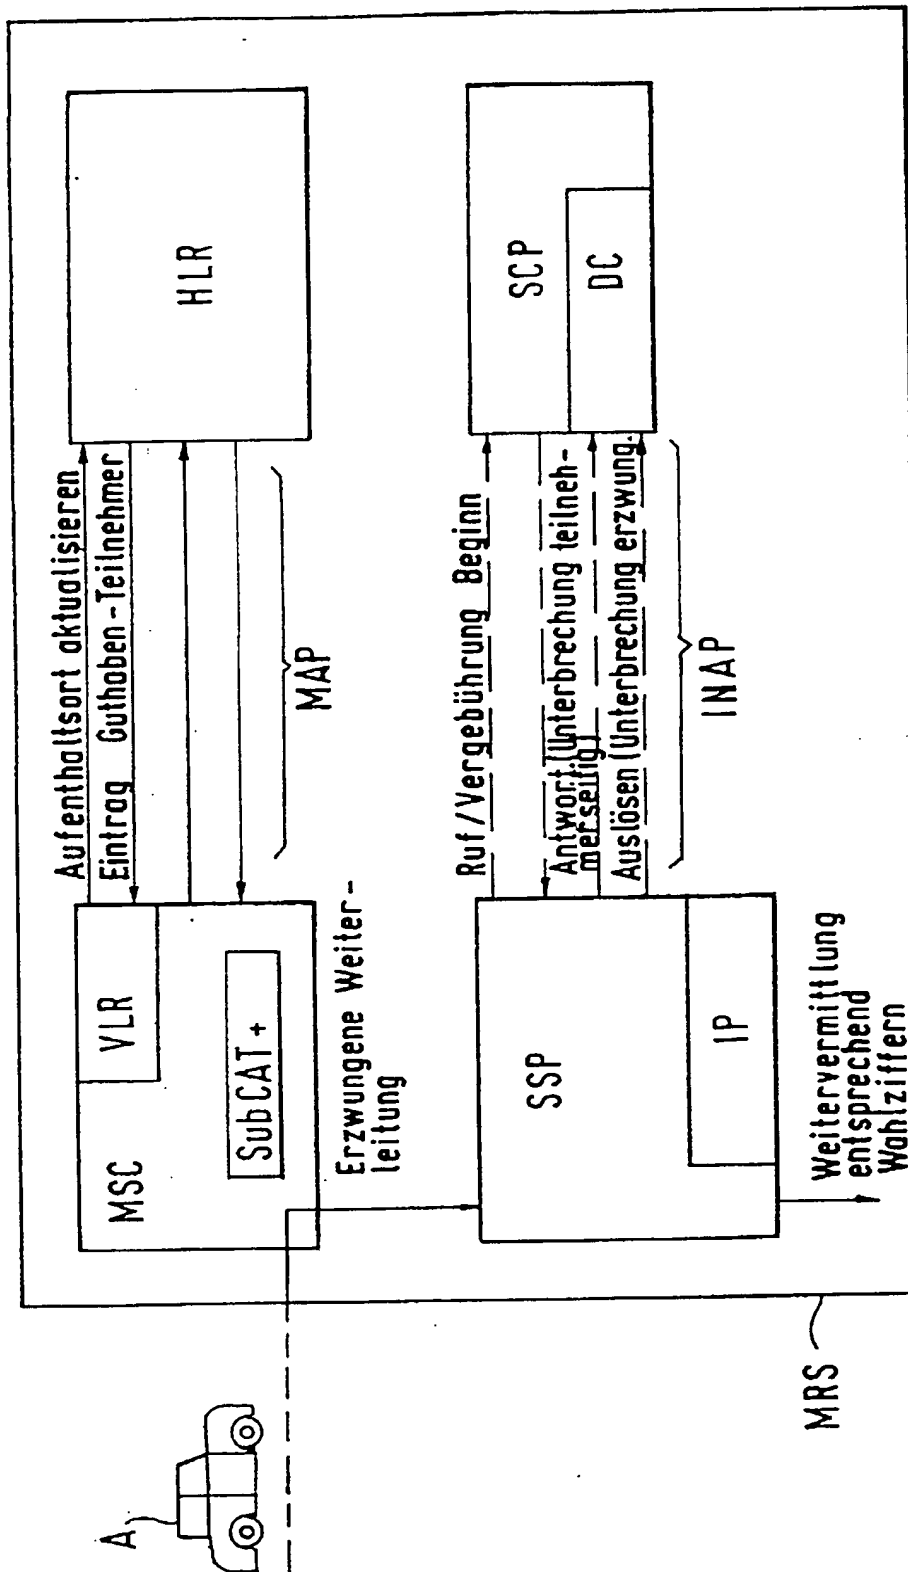 A
MSC
VLR
SubCAT+
Aufenthaltsort aktualisieren
Eintrag Guthaben-Teilnehmer
MAP
HLR
Erzwungene Weiter-
leitung
SSP
IP
Ruf/Vergebührung Beginn
Antwort(Unterbrechung teilneh-
merseitig)
Auslösen(Unterbrechung erzwung.
INAP
SCP
DC
Weitervermittlung
entsprechend
Wahlziffern
MRS